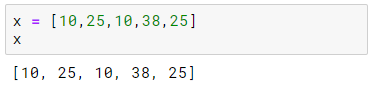 x = [10,25,10,38,25]
x
[10, 25, 10, 38, 25]